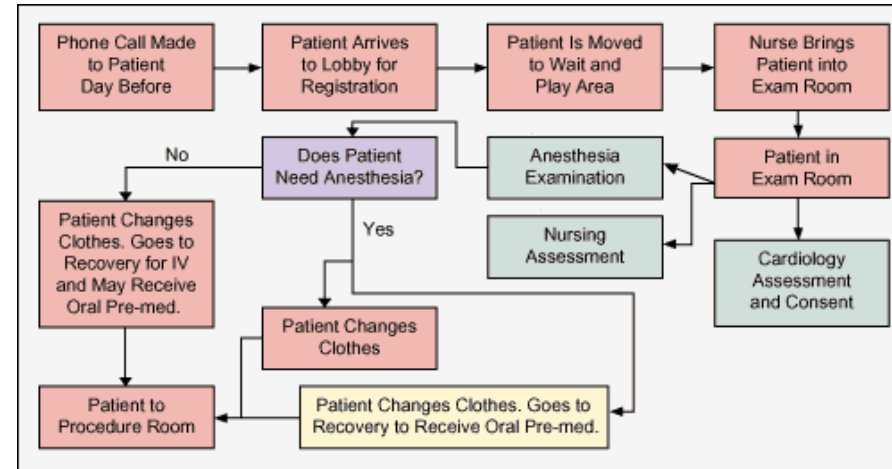 Phone Call Made
to Patient
Day Before
Patient Arrives
to Lobby for
Registration
Patient Is Moved
to Wait and
Play Area
Nurse Brings
Patient into
Exam Room
No
Does Patient
Need Anesthesia?
Anesthesia
Examination
Patient in
Exam Room
Patient Changes
Clothes. Goes to
Recovery for IV
and May Receive
Oral Pre-med.
Yes
Nursing
Assessment
Cardiology
Assessment
and Consent
Patient Changes
Clothes
Patient to
Procedure Room
Patient Changes Clothes. Goes to
Recovery to Receive Oral Pre-med.